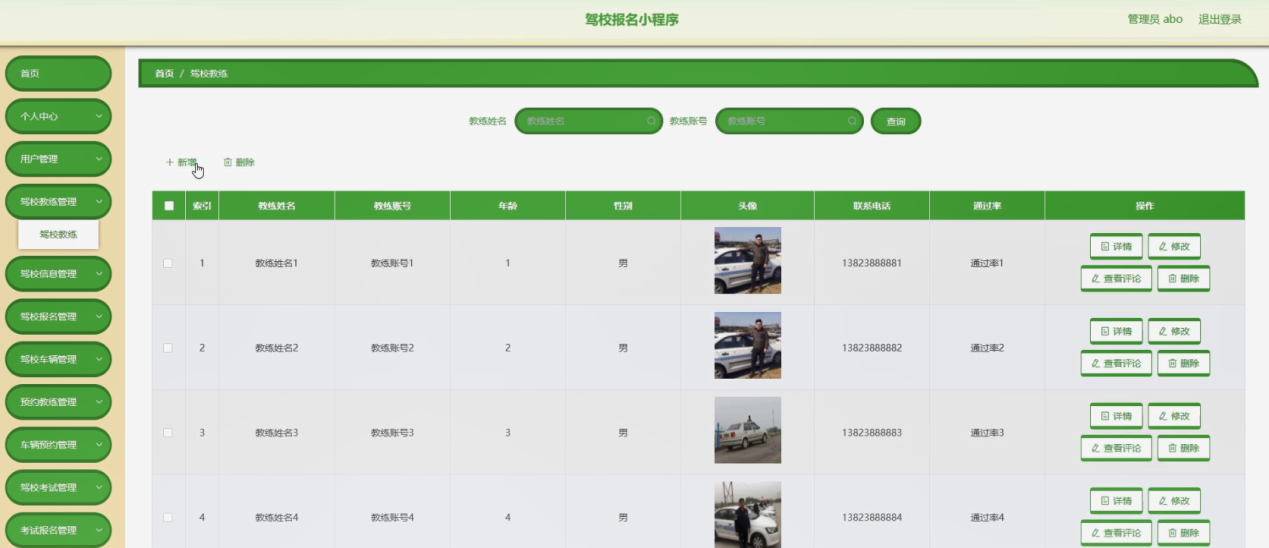 驾校报名小程序
管理员 abo 退出登录
首页
个人中心
用户管理
驾校教练管理
驾校教练
驾校信息管理
驾校报名管理
驾校车辆管理
预约教练管理
车辆预约管理
驾校考试管理
考试报名管理
首页 / 驾校教练
教练姓名 教练姓名 教练账号 教练账号 查询
+ 新增 删除
索引 教练姓名 教练账号 年龄 性别 头像 联系电话 通过率 操作
1 教练姓名1 教练账号1 1 男 13823888881 通过率1 详情 修改
查看评论 删除
2 教练姓名2 教练账号2 2 男 13823888882 通过率2 详情 修改
查看评论 删除
3 教练姓名3 教练账号3 3 男 13823888883 通过率3 详情 修改
查看评论 删除
4 教练姓名4 教练账号4 4 男 13823888884 通过率4 详情 修改
查看评论 删除